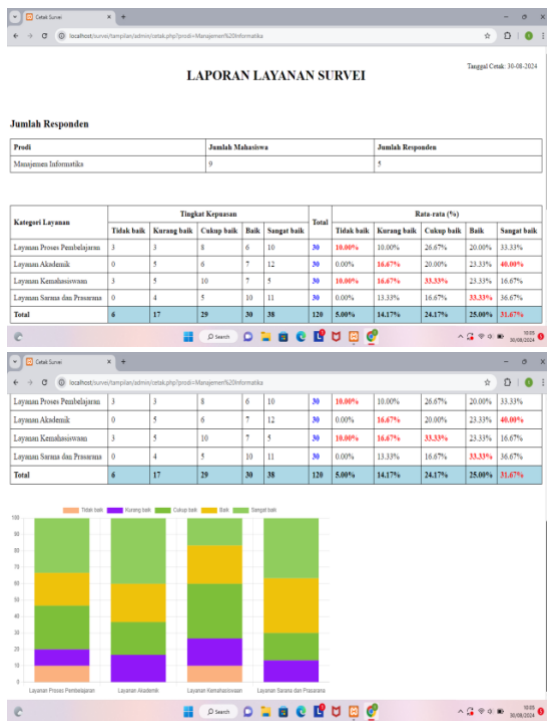 Cetak Survei
localhost/survei/tampilan/admin/cetak.php?prodi=Manajemen%20Informatika
Tanggal Cetak: 30-08-2024
LAPORAN LAYANAN SURVEI
Jumlah Responden
Prodi Jumlah Mahasiswa Jumlah Responden
Manajemen Informatika 9 5
Kategori Layanan Tingkat Kepuasan Total Rata-rata (%)
Tidak baik Kurang baik Cukup baik Baik Sangat baik Tidak baik Kurang baik Cukup baik Baik Sangat baik
Layanan Proses Pembelajaran 3 3 8 6 10 30 10.00% 10.00% 26.67% 20.00% 33.33%
Layanan Akademik 0 5 6 7 12 30 0.00% 16.67% 20.00% 23.33% 40.00%
Layanan Kemahasiswaan 3 5 10 7 5 30 10.00% 16.67% 33.33% 23.33% 16.67%
Layanan Sarana dan Prasarana 0 4 5 10 11 30 0.00% 13.33% 16.67% 33.33% 36.67%
Total 6 17 29 30 38 120 5.00% 14.17% 24.17% 25.00% 31.67%
Search
10:05
30/08/2024
Cetak Survei
localhost/survei/tampilan/admin/cetak.php?prodi=Manajemen%20Informatika
Layanan Proses Pembelajaran 3 3 8 6 10 30 10.00% 10.00% 26.67% 20.00% 33.33%
Layanan Akademik 0 5 6 7 12 30 0.00% 16.67% 20.00% 23.33% 40.00%
Layanan Kemahasiswaan 3 5 10 7 5 30 10.00% 16.67% 33.33% 23.33% 16.67%
Layanan Sarana dan Prasarana 0 4 5 10 11 30 0.00% 13.33% 16.67% 33.33% 36.67%
Total 6 17 29 30 38 120 5.00% 14.17% 24.17% 25.00% 31.67%
Tidak baik Kurang baik Cukup baik Baik Sangat baik
100
90
80
70
60
50
40
30
20
10
0
Layanan Proses Pembelajaran Layanan Akademik Layanan Kemahasiswaan Layanan Sarana dan Prasarana
Search
10:05
30/08/2024